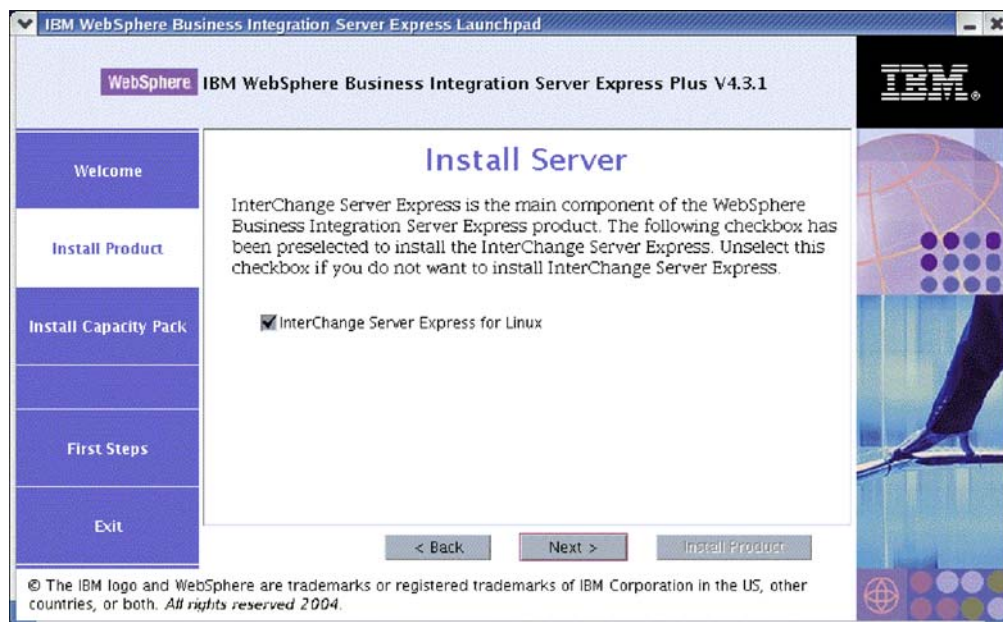 IBM WebSphere Business Integration Server Express Launchpad
WebSphere. IBM WebSphere Business Integration Server Express Plus V4.3.1
IBM.
Welcome
Install Product
Install Capacity Pack
First Steps
Exit
Install Server
InterChange Server Express is the main component of the WebSphere
Business Integration Server Express product. The following checkbox has
been preselected to install the InterChange Server Express. Unselect this
checkbox if you do not want to install InterChange Server Express.
InterChange Server Express for Linux
< Back Next > Install Product
© The IBM logo and WebSphere are trademarks or registered trademarks of IBM Corporation in the US, other
countries, or both. All rights reserved 2004.